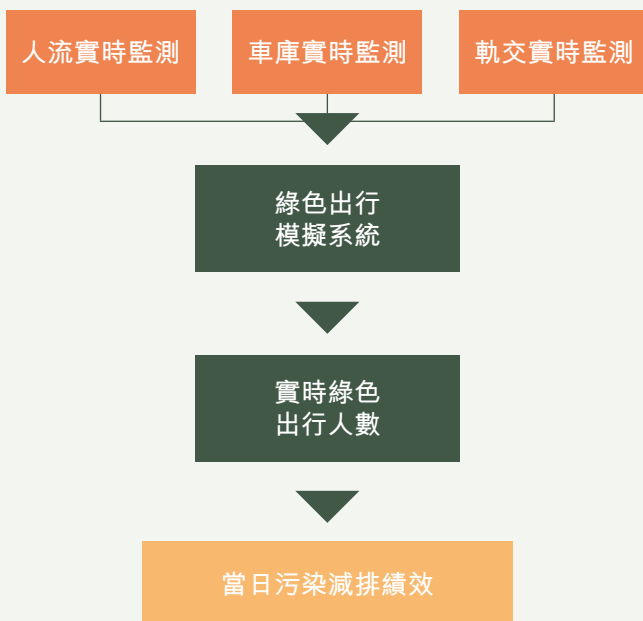 人流實時監測
車庫實時監測
軌交實時監測
綠色出行
模擬系統
實時綠色
出行人數
當日污染減排績效